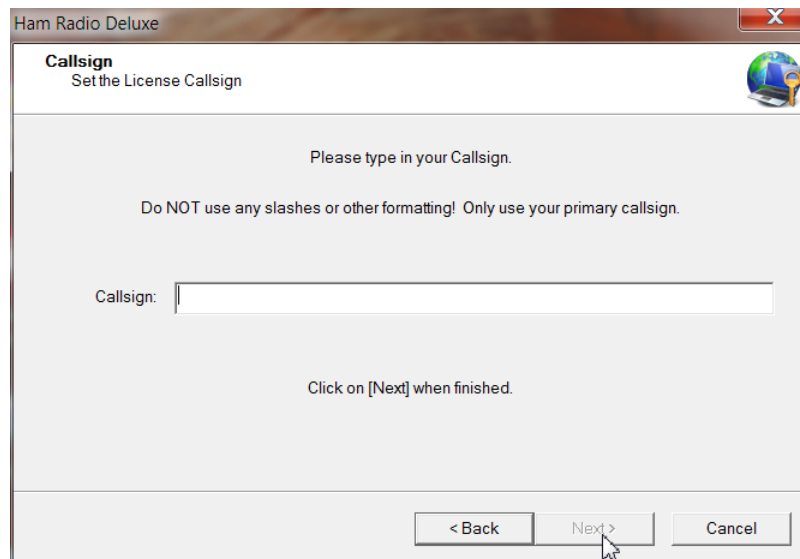 Ham Radio Deluxe
X
Callsign
Set the License Callsign
Please type in your Callsign.
Do NOT use any slashes or other formatting! Only use your primary callsign.
Callsign:
Click on [Next] when finished.
< Back
Next >
Cancel